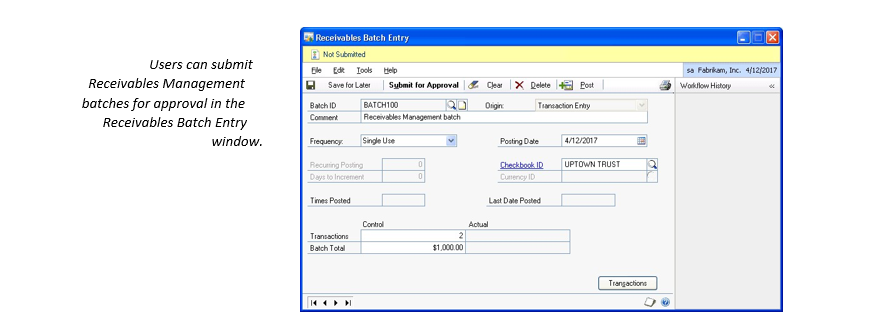 Users can submit
Receivables Management
batches for approval in the
Receivables Batch Entry
window.
Receivables Batch Entry
Not Submitted
File Edit Tools Help
sa Fabrikam, Inc. 4/12/2017
Save for Later Submit for Approval Clear Delete Post
Workflow History «
Batch ID BATCH100 Origin: Transaction Entry
Comment Receivables Management batch
Frequency: Single Use Posting Date 4/12/2017
Recurring Posting 0 Checkbook ID UPTOWN TRUST
Days to Increment 0 Currency ID
Times Posted Last Date Posted
Control Actual
Transactions 2
Batch Total $1,000.00
Transactions